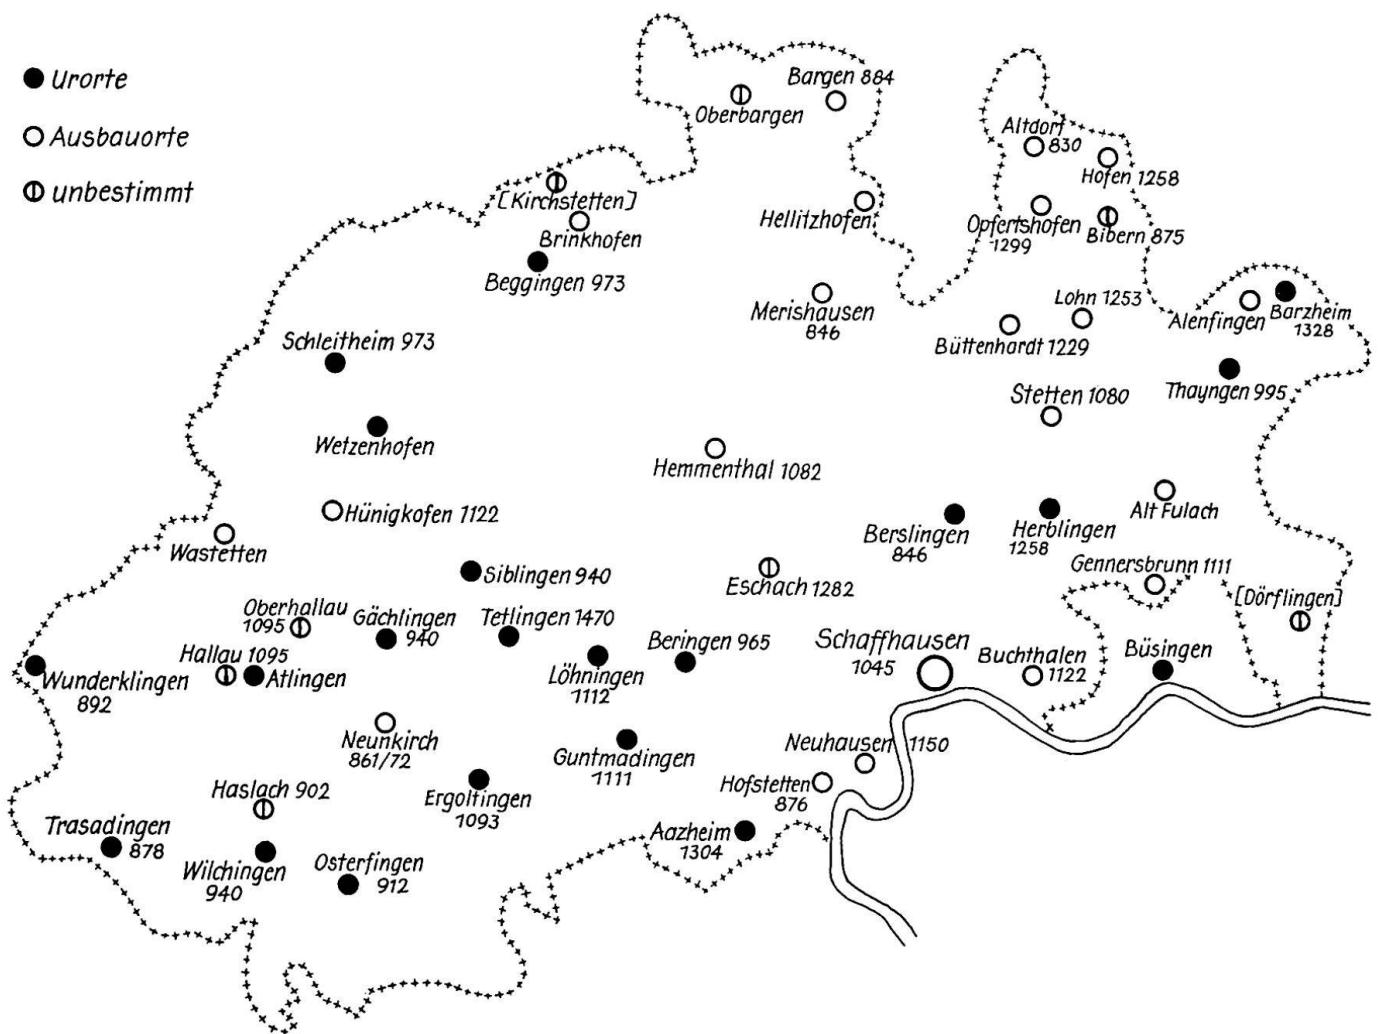 Urorte
Ausbauorte
unbestimmt
Bargen 884
Oberbargen
Altdorf
830
Hofen 1258
[Kirchstetten]
Brinkhofen
Beggingen 973
Hellitzhofen
Opfertshofen
1299
Bibern 875
Merishausen
846
Lohn 1253
Büttenhardt 1229
Alenfingen
Barzheim
1328
Schleitheim 973
Thayngen 995
Stetten 1080
Wetzenhofen
Hemmenthal 1082
Hünigkofen 1122
Alt Fulach
Wastetten
Berslingen
846
Herblingen
1258
Siblingen 940
Eschach 1282
Gennersbrunn 1111
[Dörflingen]
Oberhallau
1095
Gächlingen
940
Tetlingen 1470
Löhningen
1112
Beringen 965
Schaffhausen
1045
Buchthalen
1122
Büsingen
Hallau 1095
Atlingen
Wunderklingen
892
Neunkirch
861/72
Guntmadingen
1111
Neuhausen 1150
Hofstetten
876
Haslach 902
Ergoltingen
1093
Trasadingen
878
Wilchingen
940
Osterfingen
912
Aazheim
1304